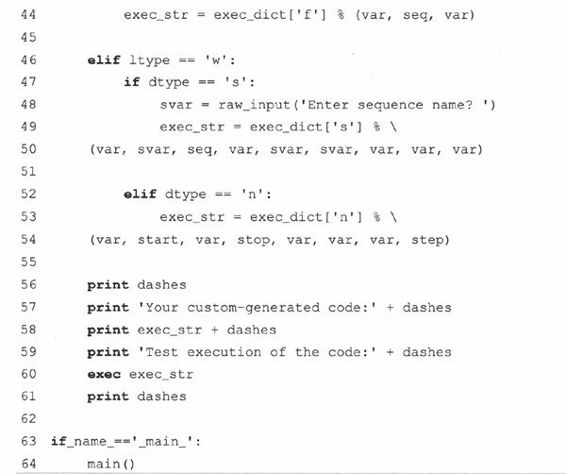 44 exec_str = exec_dict['f'] % (var, seq, var)
45
46 elif ltype == 'w':
47 if dtype == 's':
48 svar = raw_input('Enter sequence name? ')
49 exec_str = exec_dict['s'] % \
50 (var, svar, seq, var, svar, svar, var, var, var)
51
52 elif dtype == 'n':
53 exec_str = exec_dict['n'] % \
54 (var, start, var, stop, var, var, var, step)
55
56 print dashes
57 print 'Your custom-generated code:' + dashes
58 print exec_str + dashes
59 print 'Test execution of the code:' + dashes
60 exec exec_str
61 print dashes
62
63 if_name_=='_main_':
64 main()